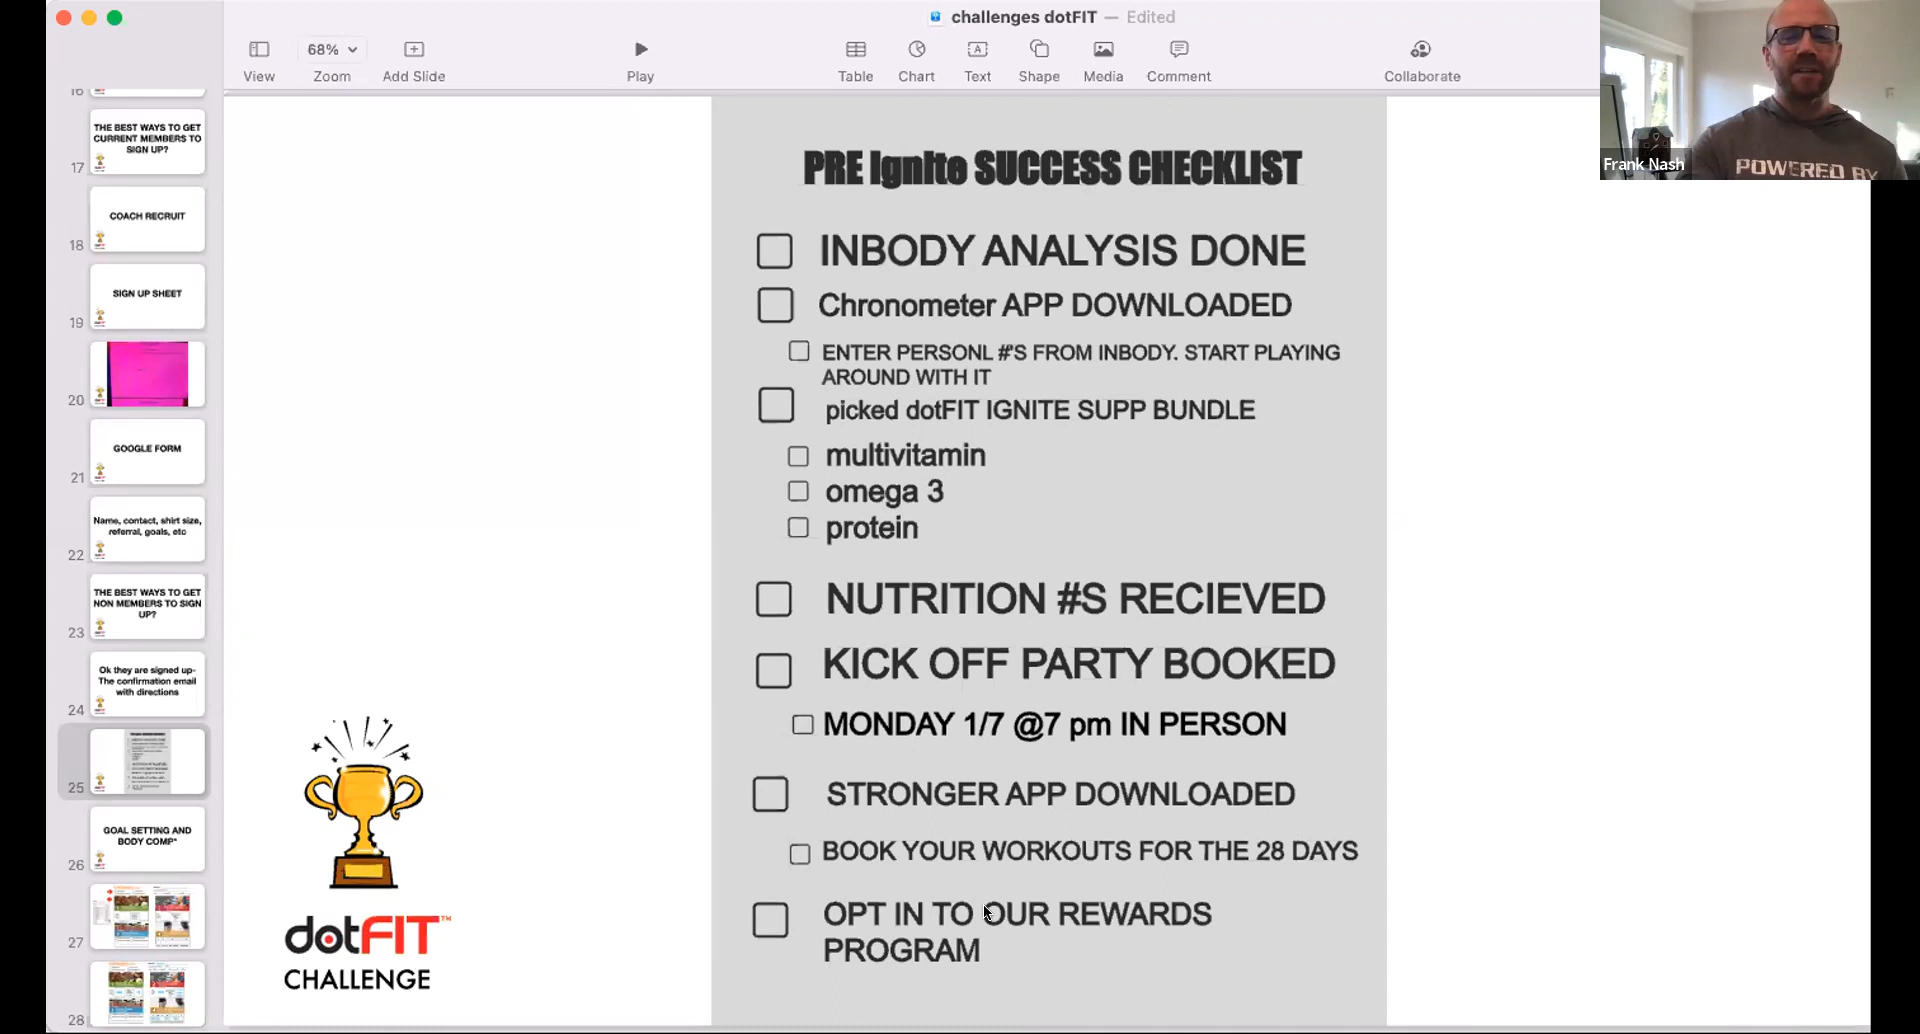 challenges dotFIT — Edited
68%
View
Zoom
Add Slide
Play
Table
Chart
Text
Shape
Media
Comment
Collaborate
Frank Nash
POWERED BY
16
THE BEST WAYS TO GET
CURRENT MEMBERS TO
SIGN UP?
17
COACH RECRUIT
18
SIGN UP SHEET
19
20
GOOGLE FORM
21
Name, contact, shirt size,
referral, goals, etc
22
THE BEST WAYS TO GET
NON MEMBERS TO SIGN
UP?
23
Ok they are signed up-
The confirmation email
with directions
24
25
GOAL SETTING AND
BODY COMP*
26
27
28
PRE Ignite SUCCESS CHECKLIST
INBODY ANALYSIS DONE
Chronometer APP DOWNLOADED
ENTER PERSONL #'S FROM INBODY. START PLAYING
AROUND WITH IT
picked dotFIT IGNITE SUPP BUNDLE
multivitamin
omega 3
protein
NUTRITION #S RECIEVED
KICK OFF PARTY BOOKED
MONDAY 1/7 @7 pm IN PERSON
STRONGER APP DOWNLOADED
BOOK YOUR WORKOUTS FOR THE 28 DAYS
OPT IN TO OUR REWARDS
PROGRAM
dotFIT™
CHALLENGE